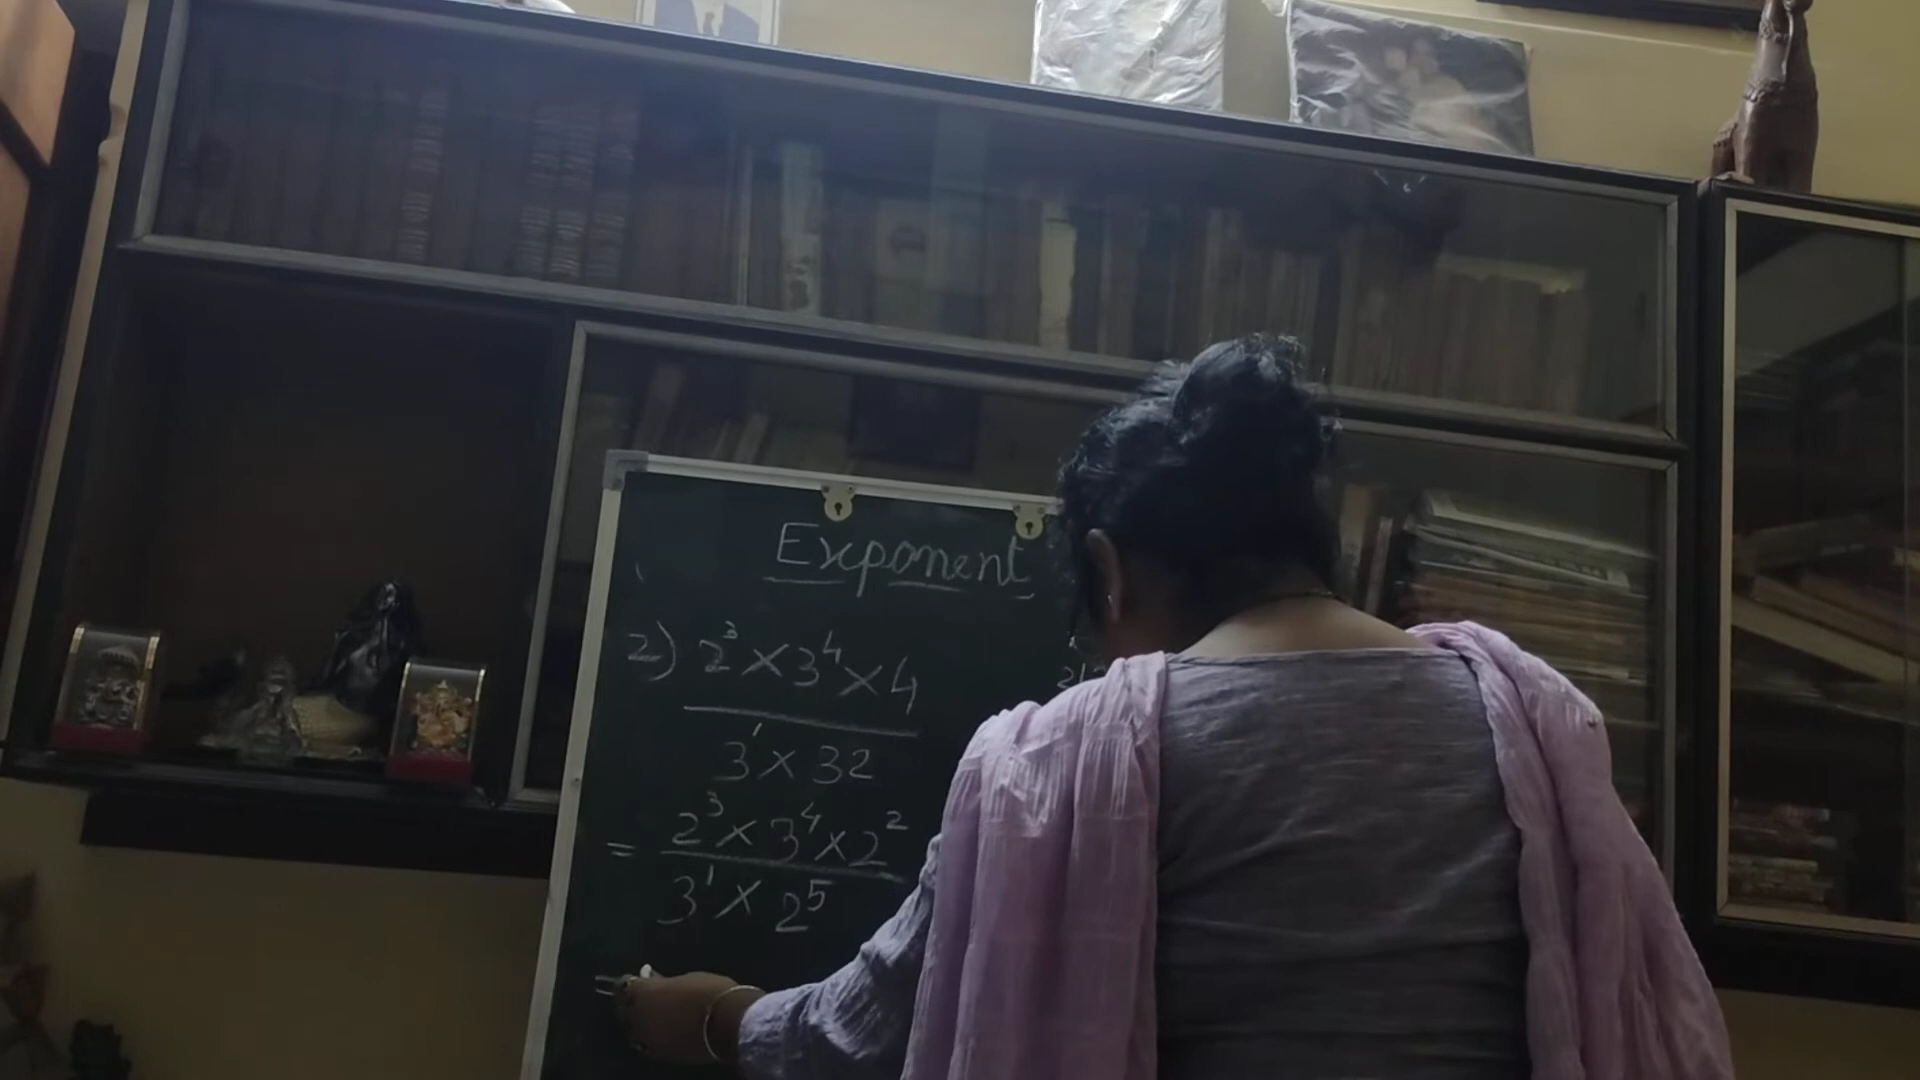 Exponent
2) 2³ × 3⁴ × 4
3¹ × 32
= 2³ × 3⁴ × 2²
3¹ × 2⁵
=